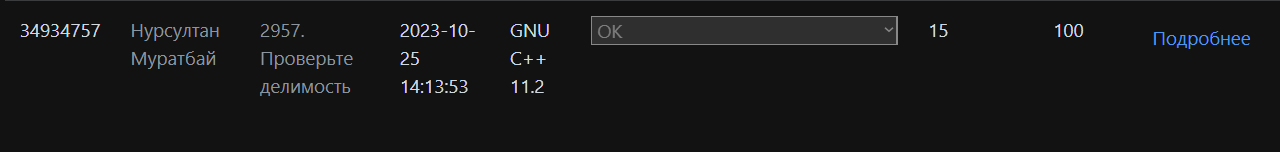 34934757
Нурсултан
Муратбай
2957.
Проверьте
делимость
2023-10-
25
14:13:53
GNU
C++
11.2
OK
15
100
Подробнее